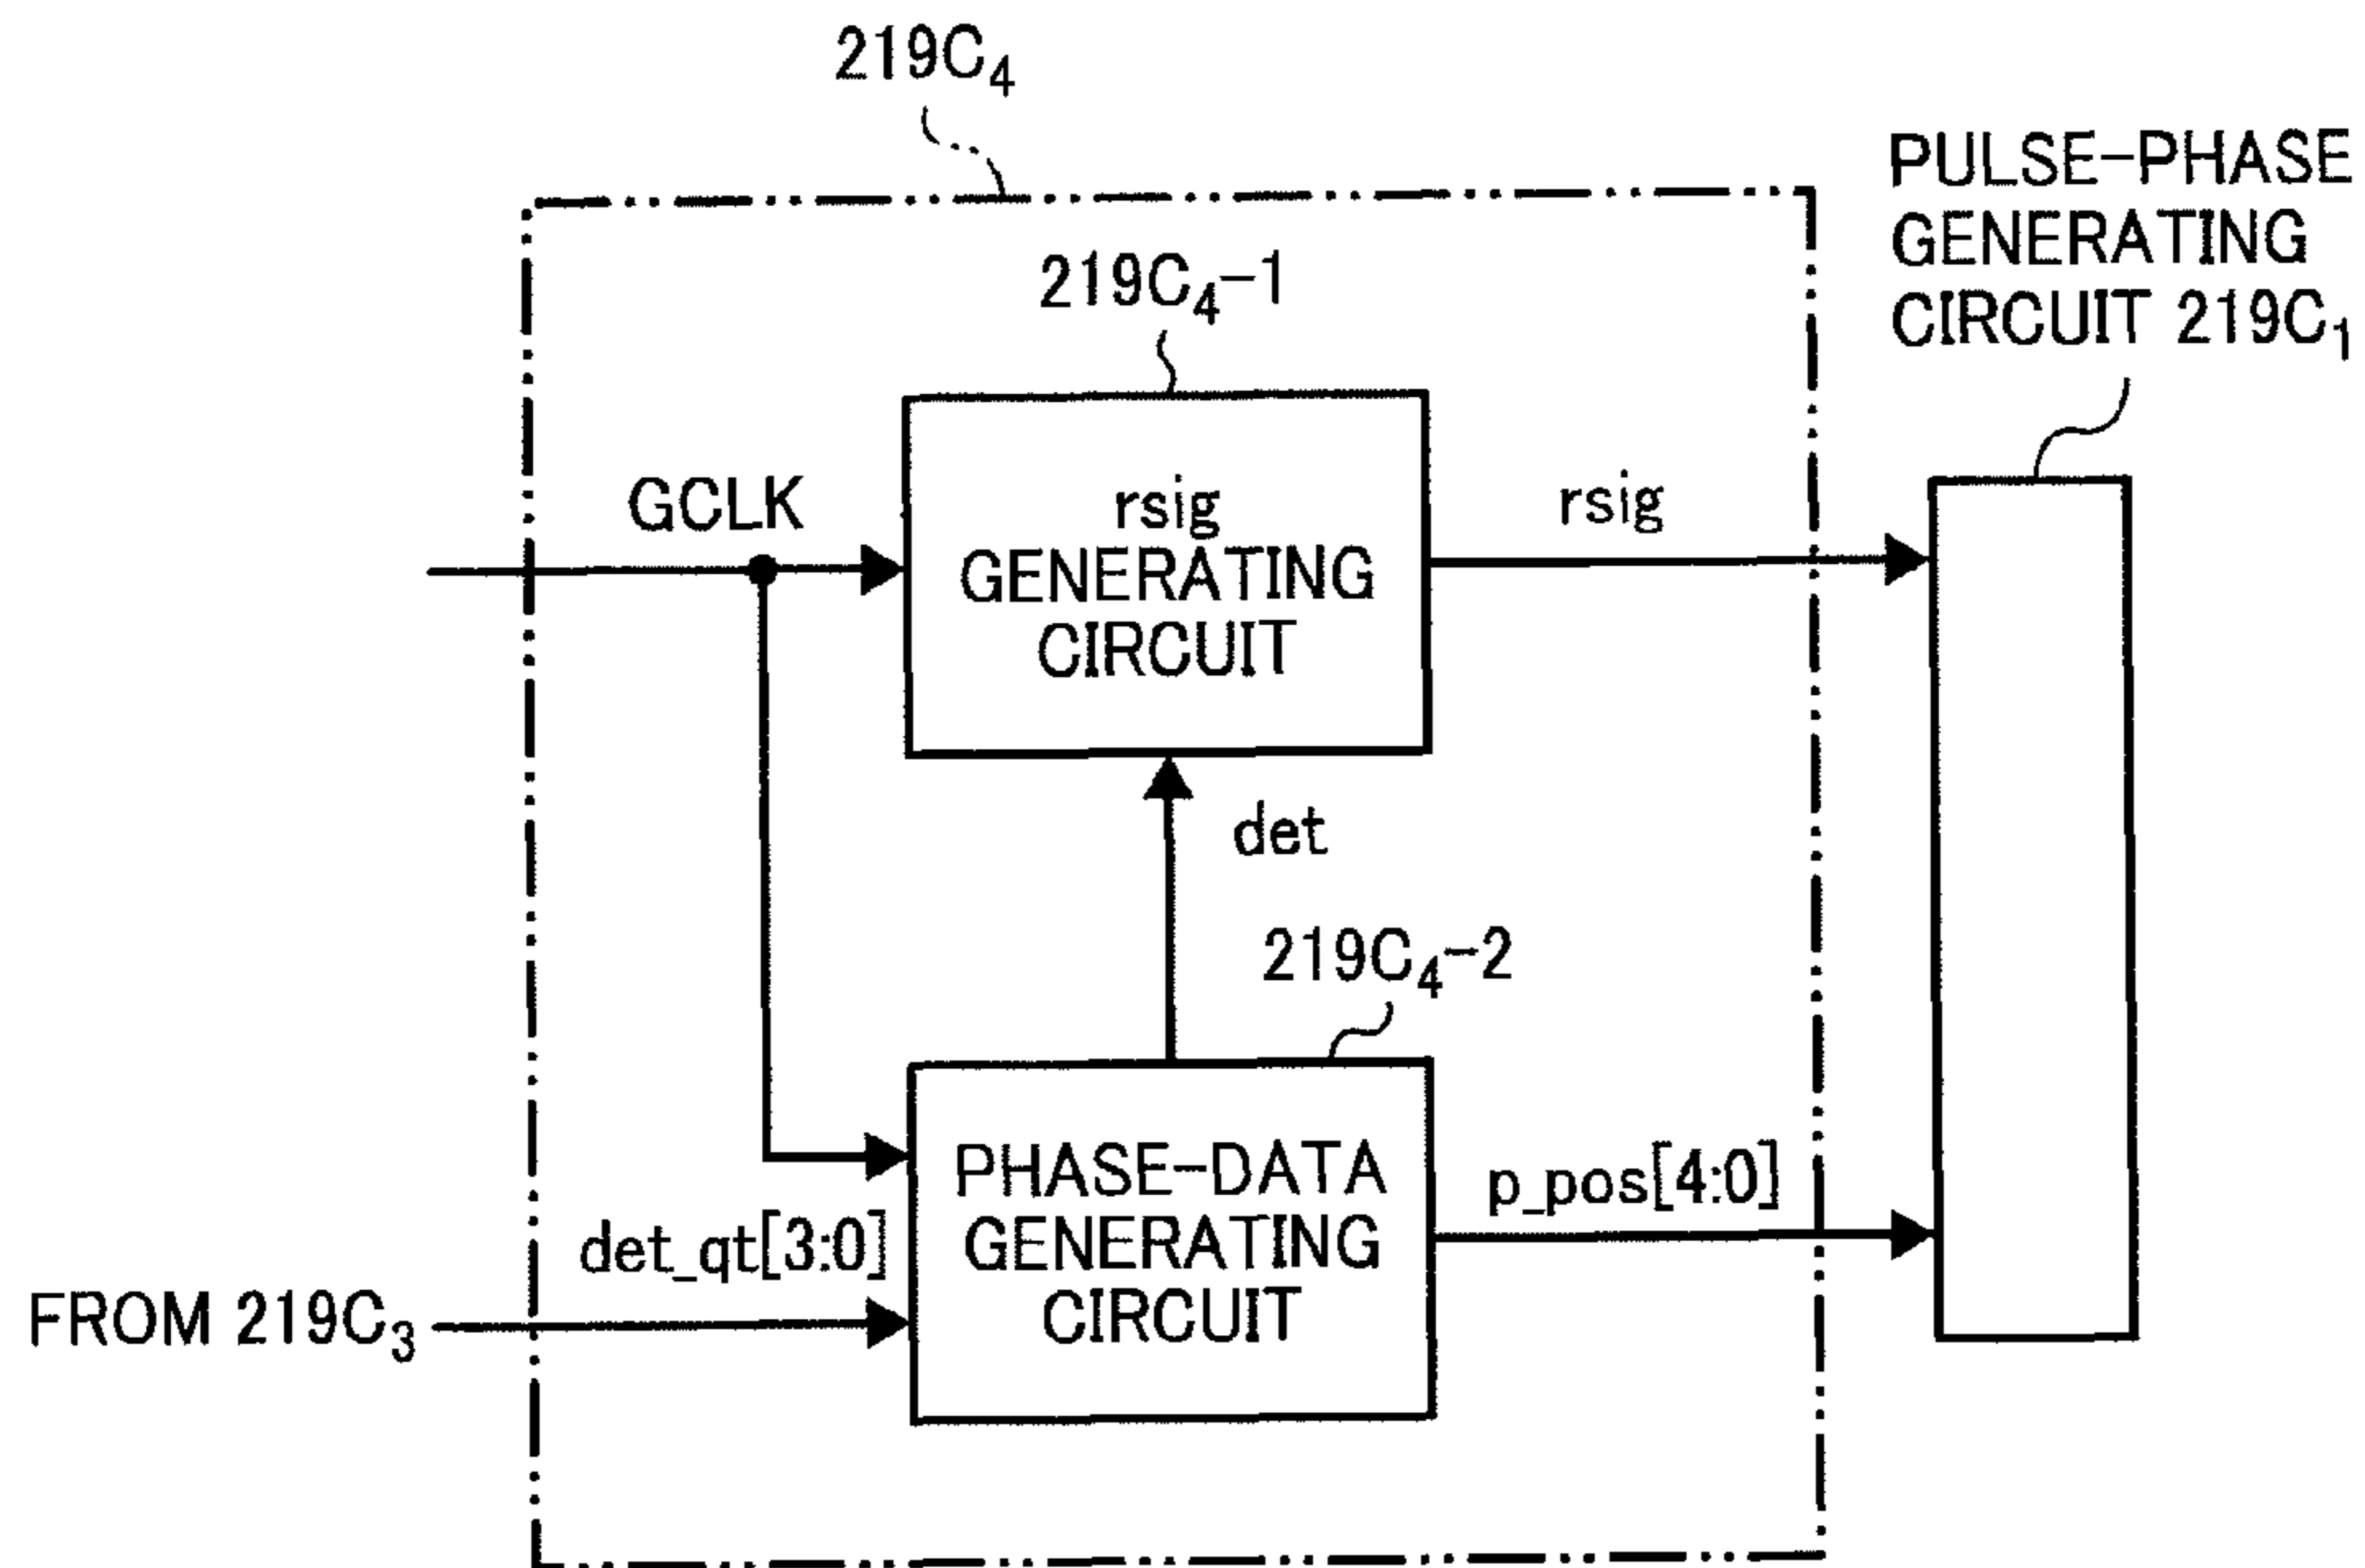 219C₄
PULSE-PHASE
GENERATING
CIRCUIT 219C₁
219C₄-1
GCLK
rsig
GENERATING
CIRCUIT
rsig
det
219C₄-2
PHASE-DATA
GENERATING
CIRCUIT
p_pos[4:0]
det_qt[3:0]
FROM 219C₃